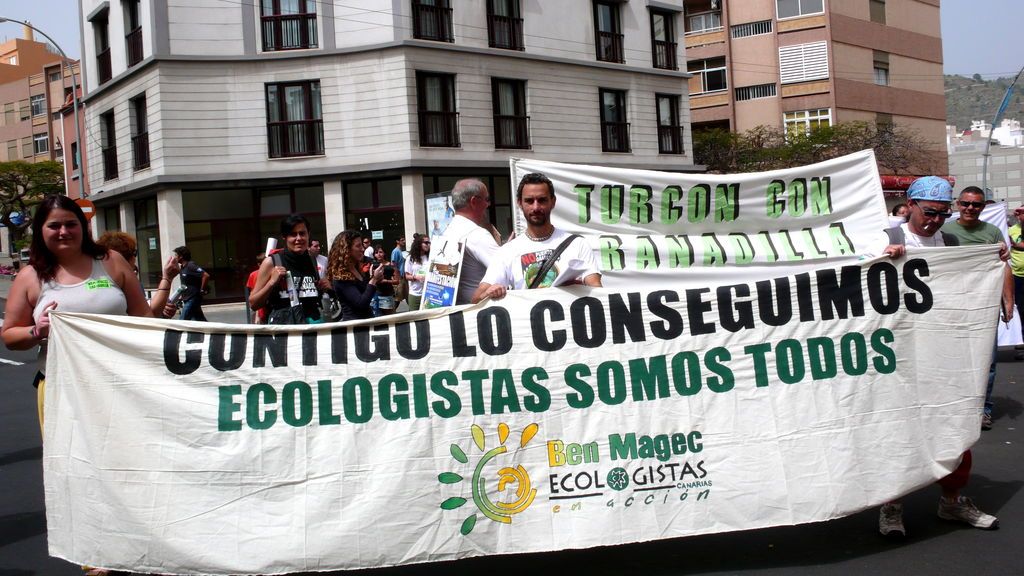 TURCON CON
RANADILLA
CONTIGO LO CONSEGUIMOS
ECOLOGISTAS SOMOS TODOS
Ben Magec
ECOLOGISTAS
CANARIAS
en acción